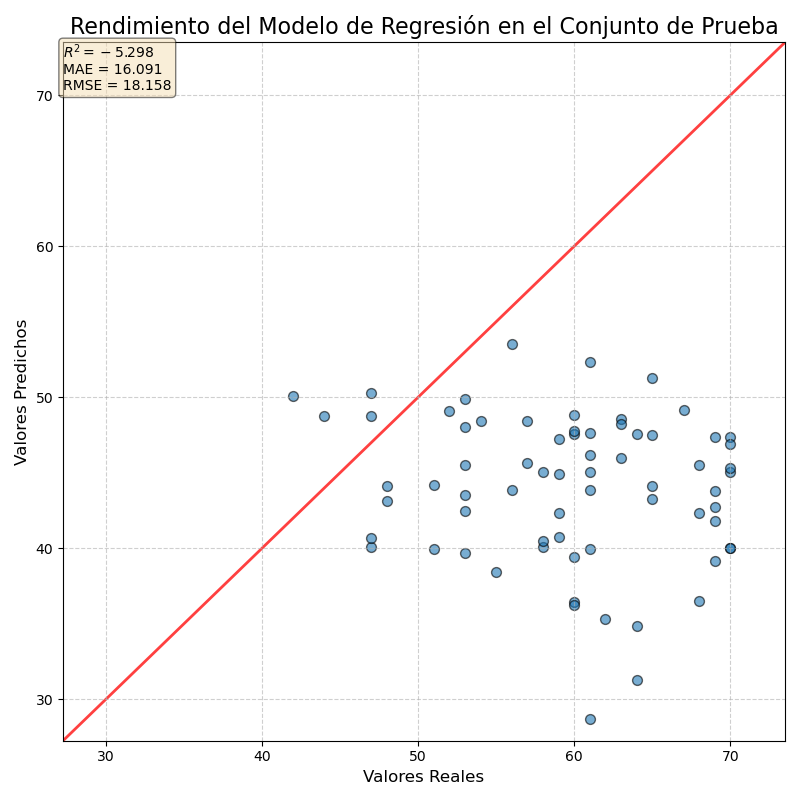 Rendimiento del Modelo de Regresión en el Conjunto de Prueba
R² = −5.298
MAE = 16.091
RMSE = 18.158
70
60
50
40
30
Valores Predichos
30 40 50 60 70
Valores Reales